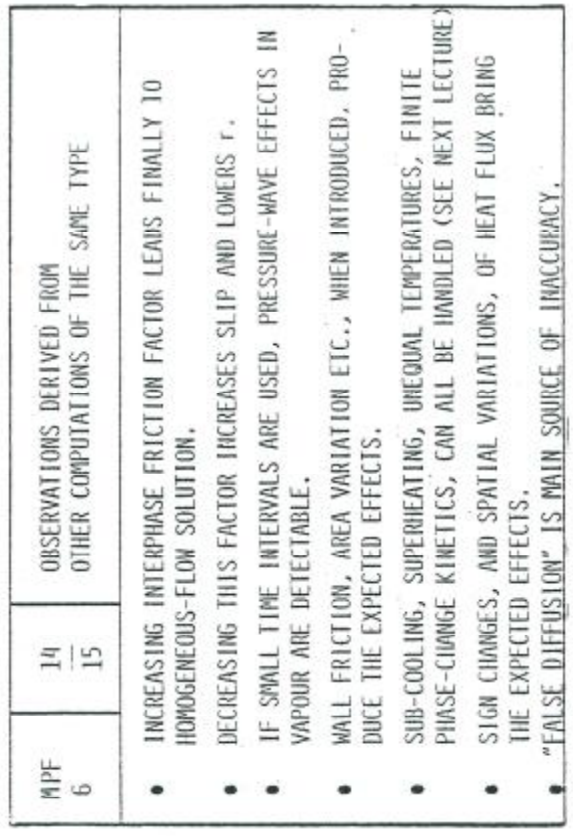 MPF
6
14
15
OBSERVATIONS DERIVED FROM
OTHER COMPUTATIONS OF THE SAME TYPE
• INCREASING INTERPHASE FRICTION FACTOR LEADS FINALLY TO
HOMOGENEOUS-FLOW SOLUTION.
• DECREASING THIS FACTOR INCREASES SLIP AND LOWERS r.
• IF SMALL TIME INTERVALS ARE USED, PRESSURE-WAVE EFFECTS IN
VAPOUR ARE DETECTABLE.
• WALL FRICTION, AREA VARIATION ETC., WHEN INTRODUCED, PRO-
DUCE THE EXPECTED EFFECTS.
• SUB-COOLING, SUPERHEATING, UNEQUAL TEMPERATURES, FINITE
PHASE-CHANGE KINETICS, CAN ALL BE HANDLED (SEE NEXT LECTURE)
• SIGN CHANGES, AND SPATIAL VARIATIONS, OF HEAT FLUX BRING
THE EXPECTED EFFECTS.
• "FALSE DIFFUSION" IS MAIN SOURCE OF INACCURACY.